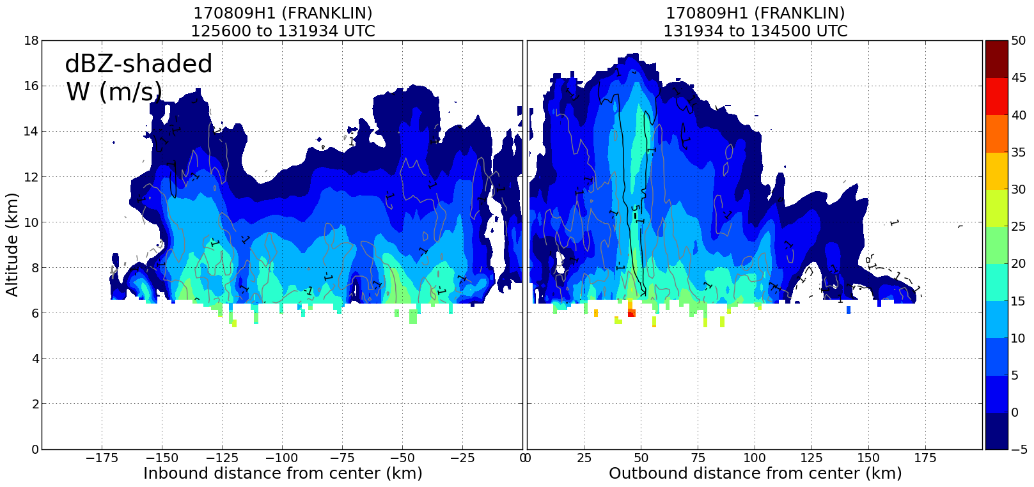 170809H1 (FRANKLIN)
125600 to 131934 UTC
170809H1 (FRANKLIN)
131934 to 134500 UTC
dBZ-shaded
W (m/s)
Altitude (km)
18
16
14
12
10
8
6
4
2
0
−175 −150 −125 −100 −75 −50 −25 0
Inbound distance from center (km)
0 25 50 75 100 125 150 175
Outbound distance from center (km)
50
45
40
35
30
25
20
15
10
5
0
−5